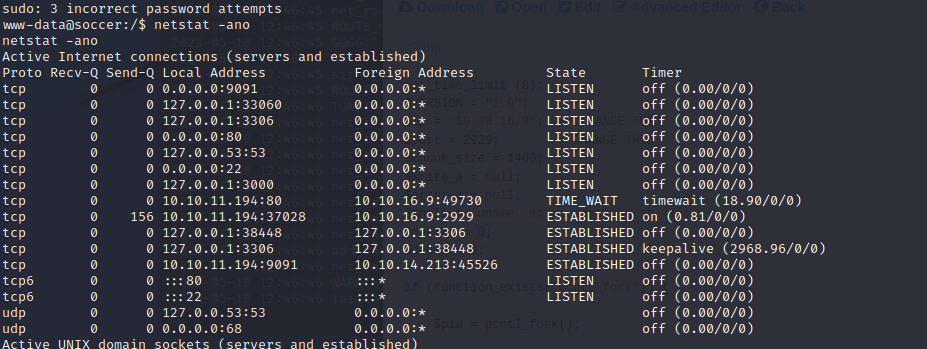 sudo: 3 incorrect password attempts
www-data@soccer:/$ netstat -ano
netstat -ano
Active Internet connections (servers and established)
Proto Recv-Q Send-Q Local Address           Foreign Address         State       Timer
tcp        0      0 0.0.0.0:9091            0.0.0.0:*               LISTEN      off (0.00/0/0)
tcp        0      0 127.0.0.1:33060         0.0.0.0:*               LISTEN      off (0.00/0/0)
tcp        0      0 127.0.0.1:3306          0.0.0.0:*               LISTEN      off (0.00/0/0)
tcp        0      0 0.0.0.0:80              0.0.0.0:*               LISTEN      off (0.00/0/0)
tcp        0      0 127.0.0.53:53           0.0.0.0:*               LISTEN      off (0.00/0/0)
tcp        0      0 0.0.0.0:22              0.0.0.0:*               LISTEN      off (0.00/0/0)
tcp        0      0 127.0.0.1:3000          0.0.0.0:*               LISTEN      off (0.00/0/0)
tcp        0      0 10.10.11.194:80         10.10.16.9:49730        TIME_WAIT   timewait (18.90/0/0)
tcp        0    156 10.10.11.194:37028      10.10.16.9:2929         ESTABLISHED on (0.81/0/0)
tcp        0      0 127.0.0.1:38448         127.0.0.1:3306          ESTABLISHED off (0.00/0/0)
tcp        0      0 127.0.0.1:3306          127.0.0.1:38448         ESTABLISHED keepalive (2968.96/0/0)
tcp        0      0 10.10.11.194:9091       10.10.14.213:45526      ESTABLISHED off (0.00/0/0)
tcp6       0      0 :::80                   :::*                    LISTEN      off (0.00/0/0)
tcp6       0      0 :::22                   :::*                    LISTEN      off (0.00/0/0)
udp        0      0 127.0.0.53:53           0.0.0.0:*                           off (0.00/0/0)
udp        0      0 0.0.0.0:68              0.0.0.0:*                           off (0.00/0/0)
Active UNIX domain sockets (servers and established)
Download Open Edit Advanced Editor Back
$pid = pcntl_fork();